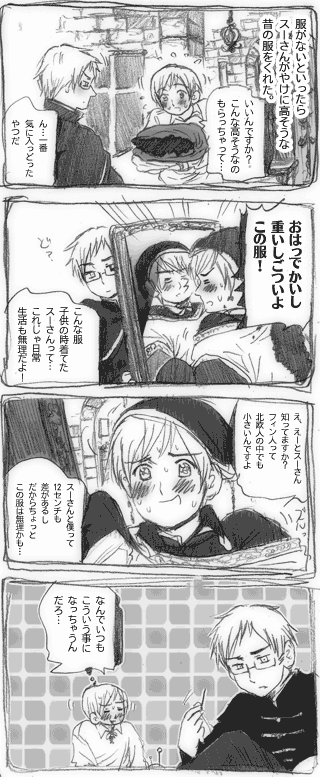 服がないといったら
スーさんがやけに高そうな
昔の服をくれた。
いいんですか?
こんな高そうなの
もらっちゃって…
ん…一番
気に入っどった
やつだ
おはっでかいし
重いしごついよ
この服!
ど?
こんな服
子供の時着てた
スーさんって…
これじゃ日常
生活も無理だよ!
え、えーとスーさん
知ってますか?
フィン人って
北欧人の中でも
小さいんですよ
スーさんと僕って
12センチも
差があるし
だからちょっと
この服は無理かも…
なんでいつも
こういう事に
なっちゃうん
だろ…